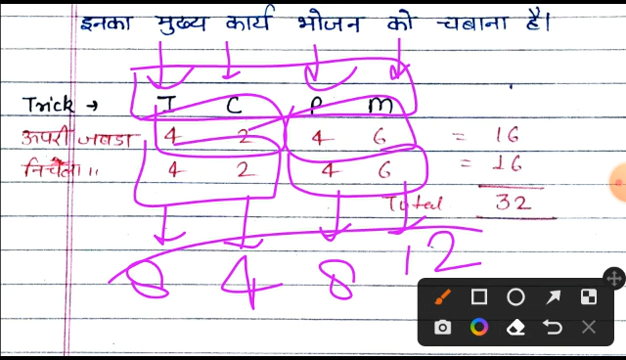 इनका मुख्य कार्य भोजन को चबाना है।
Trick → I C P M
ऊपरी जबडा 4 2 4 6 = 16
निचला ।। 4 2 4 6 = 16
Total 32
8 4 8 12